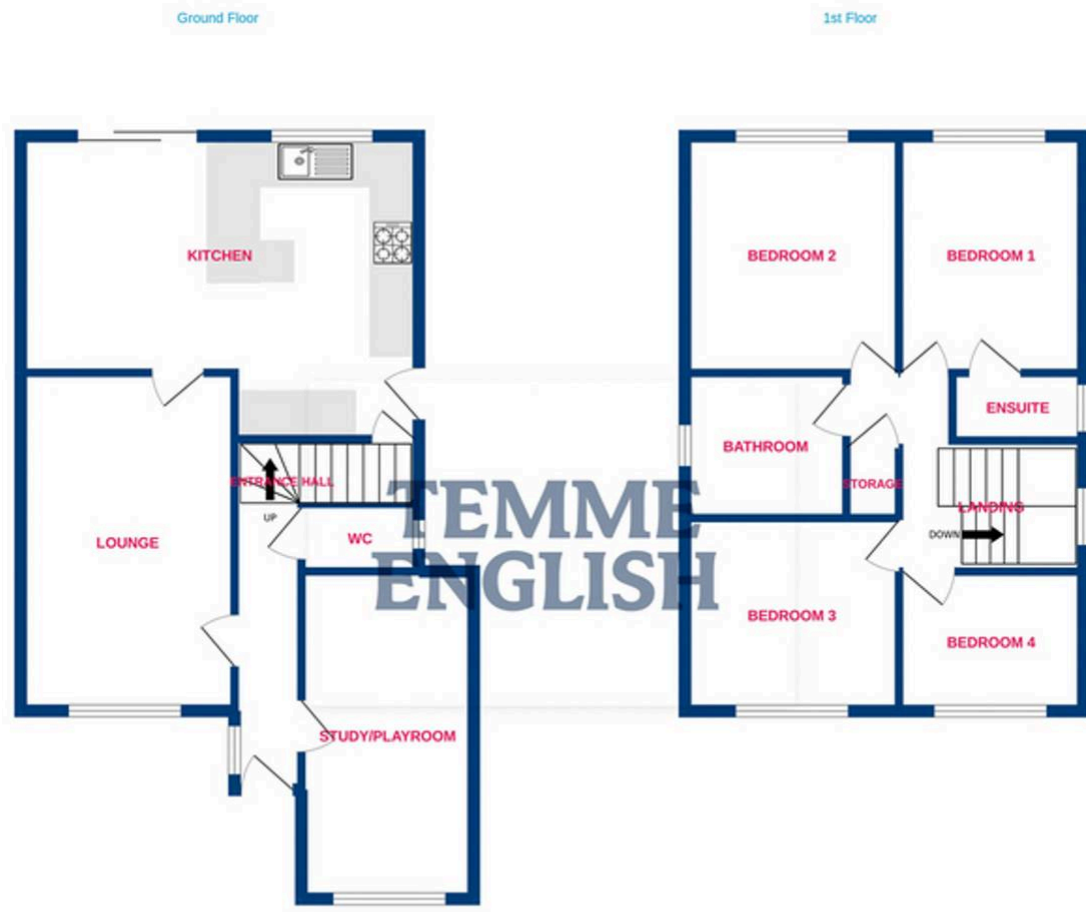 Ground Floor
1st Floor
KITCHEN
BEDROOM 2
BEDROOM 1
ENSUITE
BATHROOM
STORAGE
ENTRANCE HALL
UP
LANDING
DOWN
LOUNGE
WC
TEMME
ENGLISH
BEDROOM 3
BEDROOM 4
STUDY/PLAYROOM